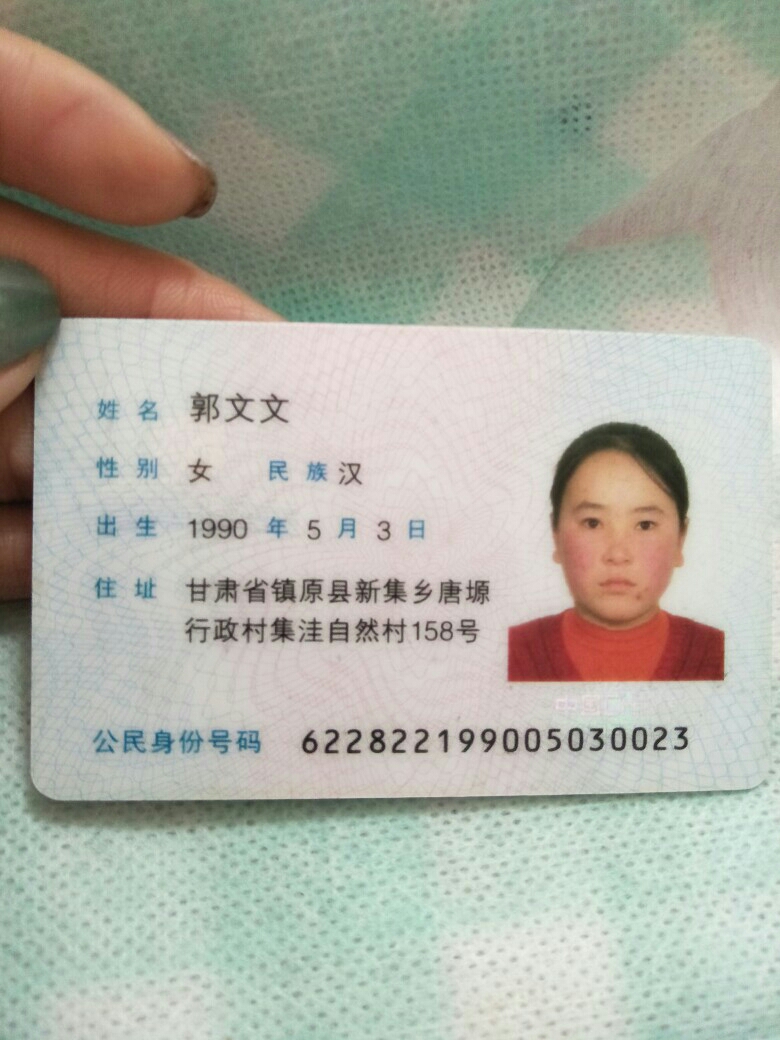 姓名 郭文文
性别 女 民族 汉
出生 1990 年 5 月 3 日
住址 甘肃省镇原县新集乡唐塬
行政村集洼自然村158号
公民身份号码 622822199005030023